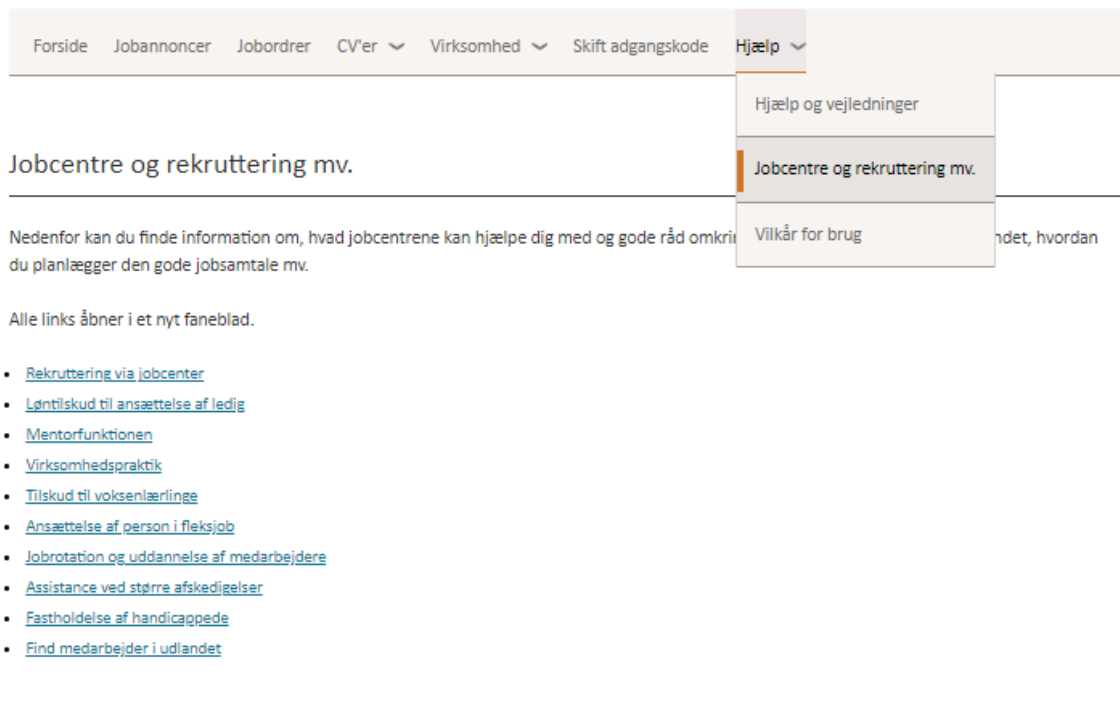 Forside Jobannoncer Jobordrer CV'er Virksomhed Skift adgangskode Hjælp
Hjælp og vejledninger
Jobcentre og rekruttering mv.
Vilkår for brug
Jobcentre og rekruttering mv.
Nedenfor kan du finde information om, hvad jobcentrene kan hjælpe dig med og gode råd hvordan
du planlægger den gode jobsamtale mv.
Alle links åbner i et nyt faneblad.
Rekruttering via jobcenter
Løntilskud til ansættelse af ledig
Mentorfunktionen
Virksomhedspraktik
Tilskud til voksenlærlinge
Ansættelse af person i fleksjob
Jobrotation og uddannelse af medarbejdere
Assistance ved større afskedigelser
Fastholdelse af handicappede
Find medarbejder i udlandet